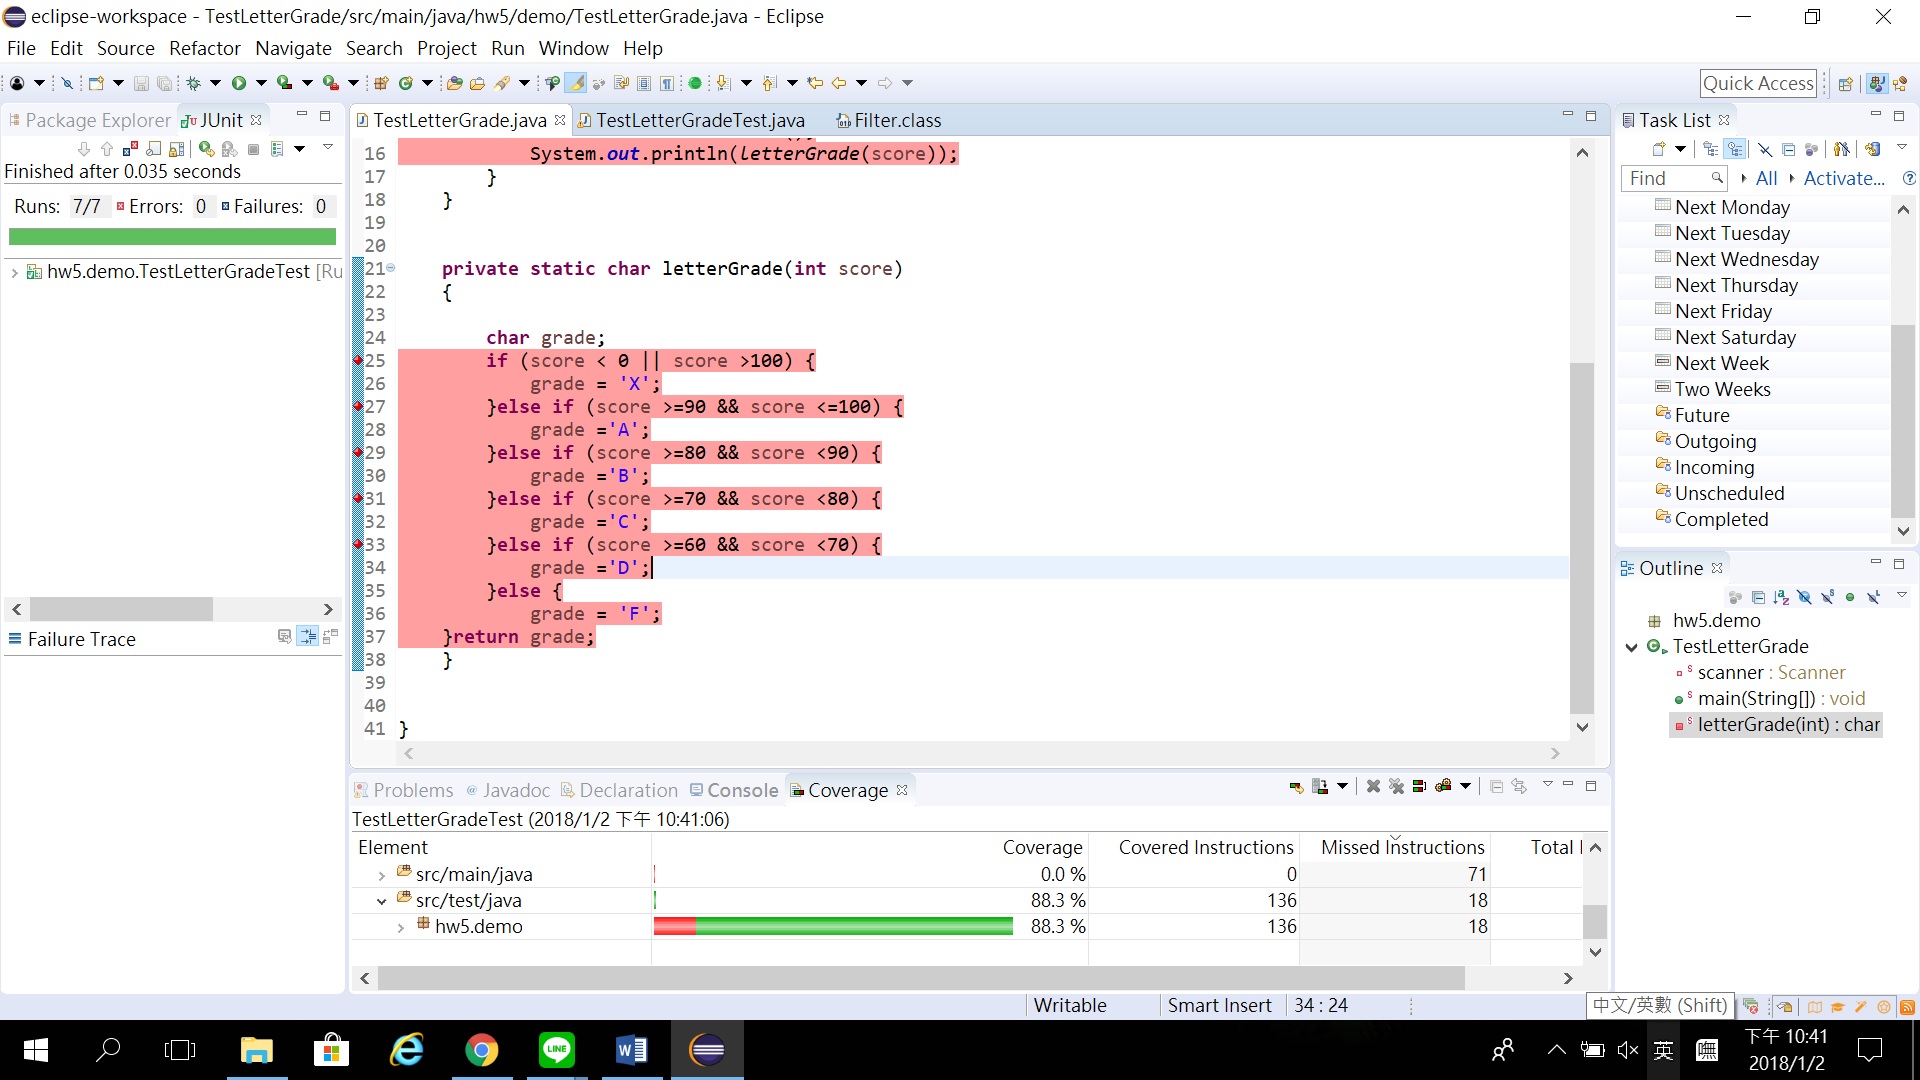 eclipse-workspace - TestLetterGrade/src/main/java/hw5/demo/TestLetterGrade.java - Eclipse
File Edit Source Refactor Navigate Search Project Run Window Help
Quick Access
Package Explorer JUnit
Finished after 0.035 seconds
Runs: 7/7 Errors: 0 Failures: 0
hw5.demo.TestLetterGradeTest [Ru
Failure Trace
TestLetterGrade.java TestLetterGradeTest.java Filter.class
16 System.out.println(letterGrade(score));
17 }
18 }
19
20
21 private static char letterGrade(int score)
22 {
23
24 char grade;
25 if (score < 0 || score >100) {
26 grade = 'X';
27 }else if (score >=90 && score <=100) {
28 grade ='A';
29 }else if (score >=80 && score <90) {
30 grade ='B';
31 }else if (score >=70 && score <80) {
32 grade ='C';
33 }else if (score >=60 && score <70) {
34 grade ='D';
35 }else {
36 grade = 'F';
37 }return grade;
38 }
39
40
41 }
Problems Javadoc Declaration Console Coverage
TestLetterGradeTest (2018/1/2 下午 10:41:06)
Element Coverage Covered Instructions Missed Instructions Total I
src/main/java 0.0 % 0 71
src/test/java 88.3 % 136 18
hw5.demo 88.3 % 136 18
Task List
Find All Activate...
Next Monday
Next Tuesday
Next Wednesday
Next Thursday
Next Friday
Next Saturday
Next Week
Two Weeks
Future
Outgoing
Incoming
Unscheduled
Completed
Outline
hw5.demo
TestLetterGrade
scanner : Scanner
main(String[]) : void
letterGrade(int) : char
Writable Smart Insert 34 : 24
中文/英數 (Shift)
LINE
英
下午 10:41
2018/1/2